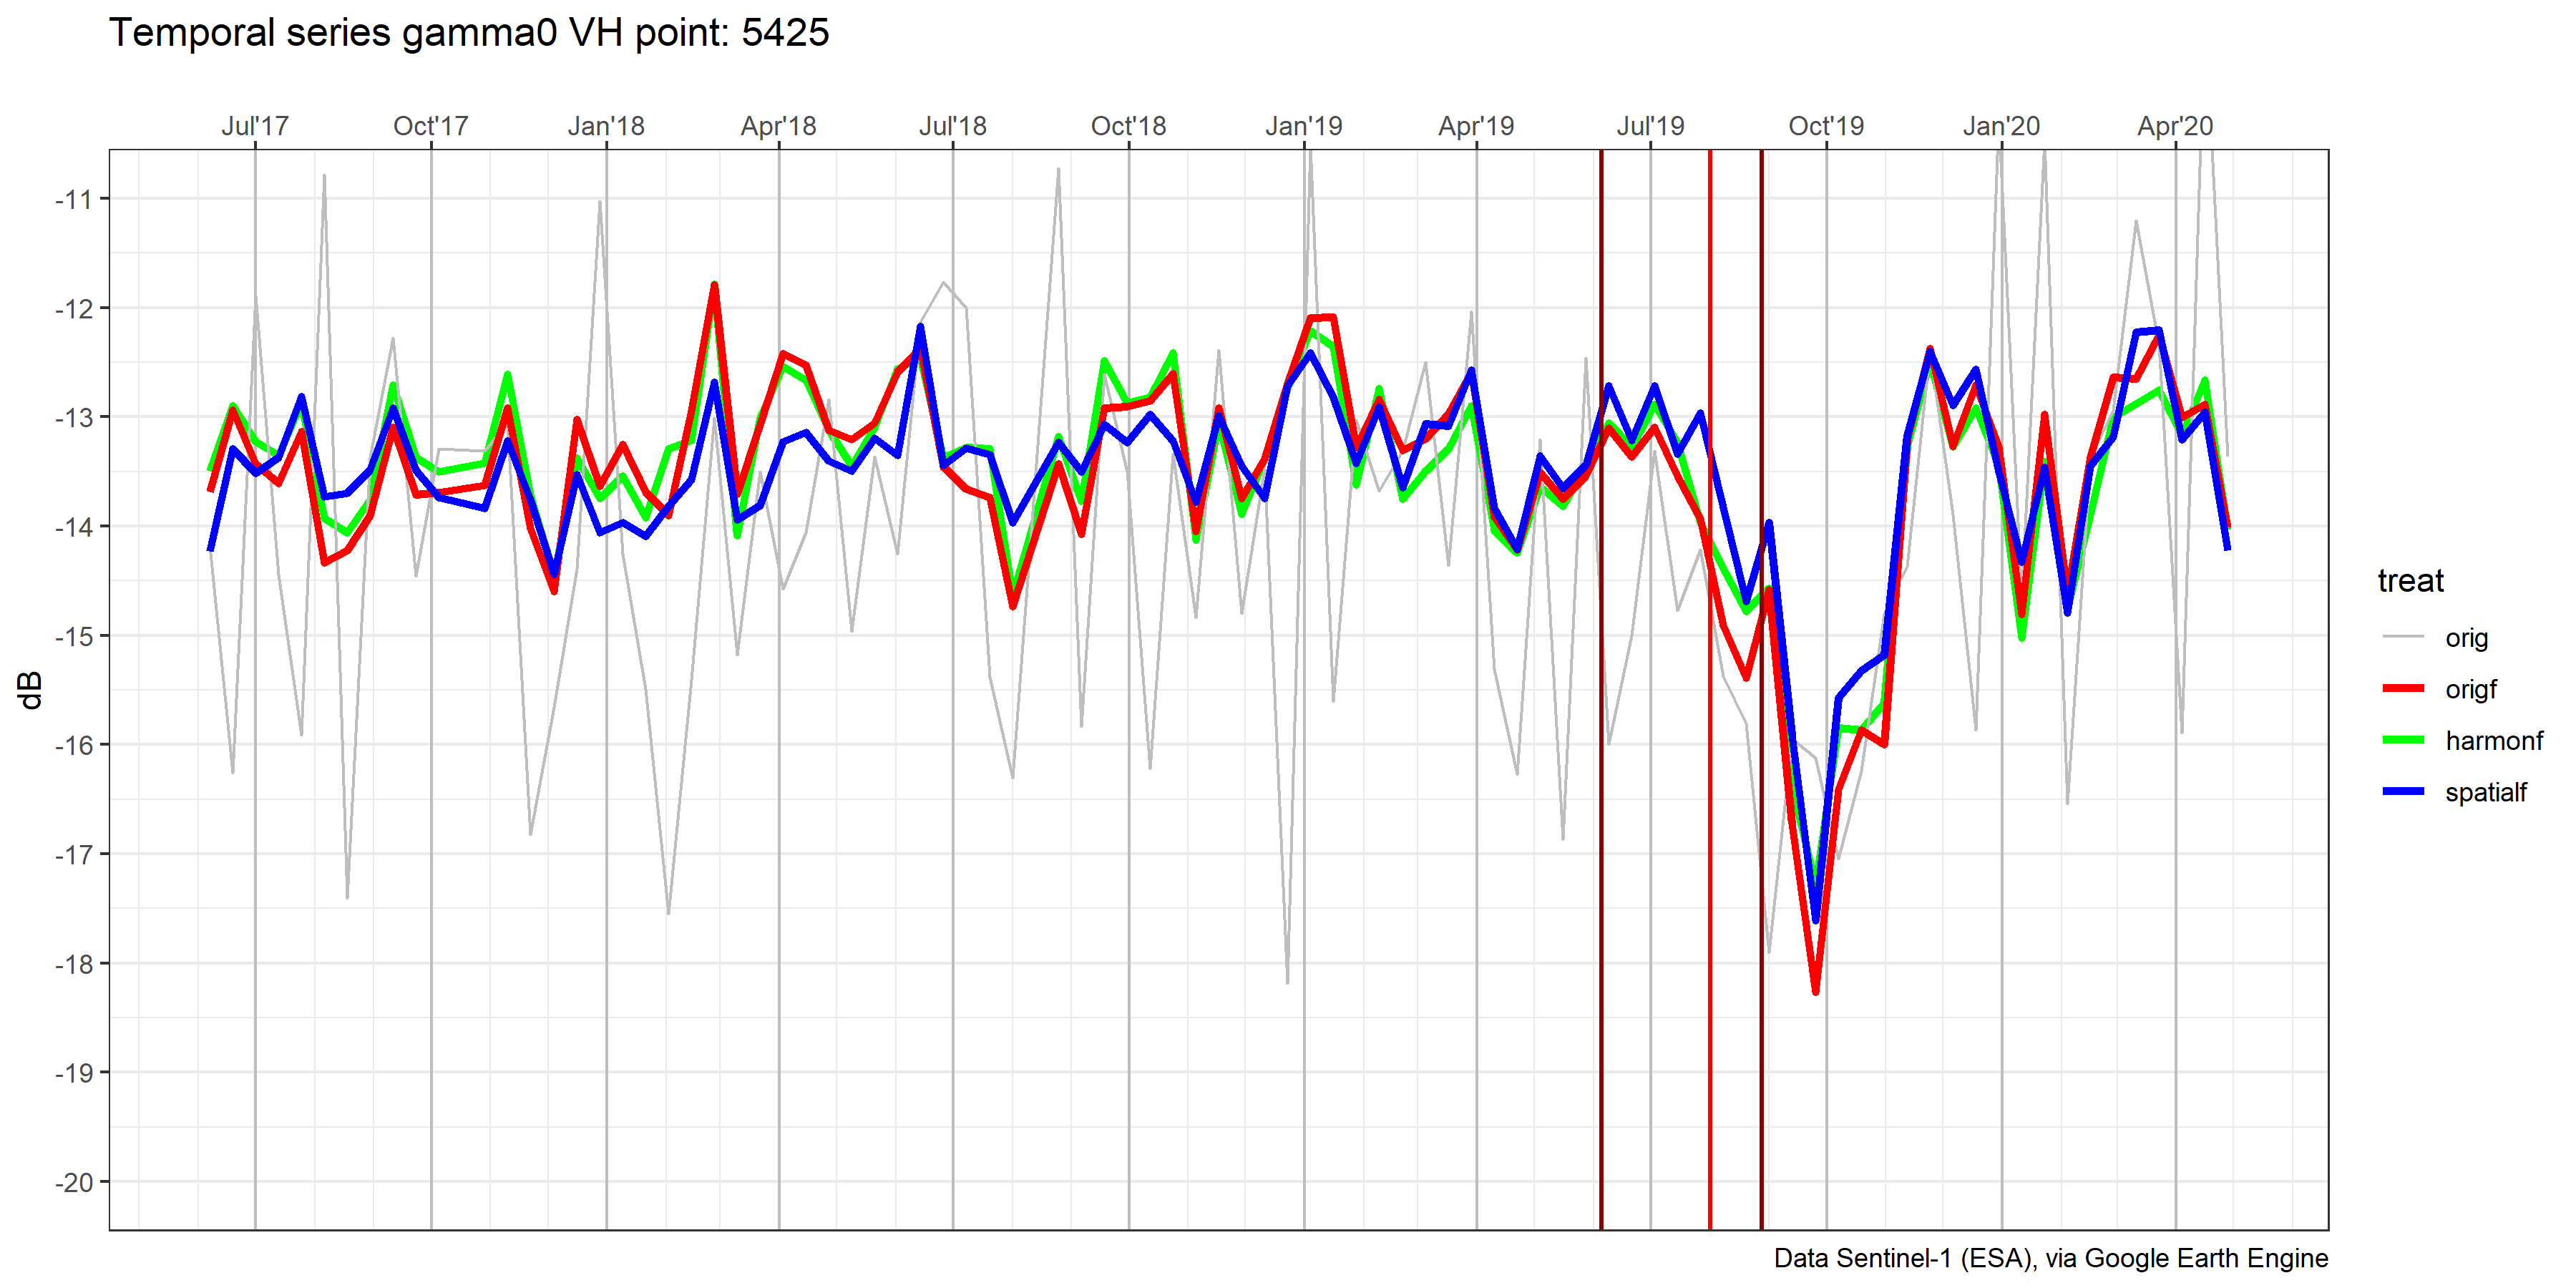 Temporal series gamma0 VH point: 5425
Jul'17 Oct'17 Jan'18 Apr'18 Jul'18 Oct'18 Jan'19 Apr'19 Jul'19 Oct'19 Jan'20 Apr'20
-11
-12
-13
-14
-15
-16
-17
-18
-19
-20
dB
treat
orig
origf
harmonf
spatialf
Data Sentinel-1 (ESA), via Google Earth Engine